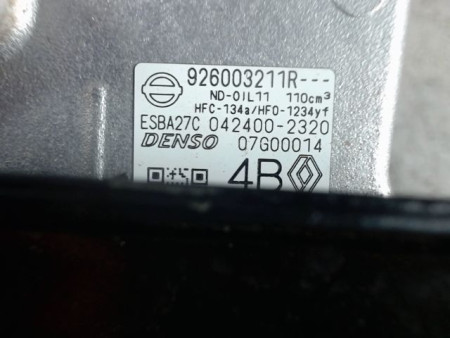 926003211R---
ND-OIL11 110cm³
HFC-134a/HFO-1234yf
ESBA27C 042400-2320
DENSO 07G00014
4B